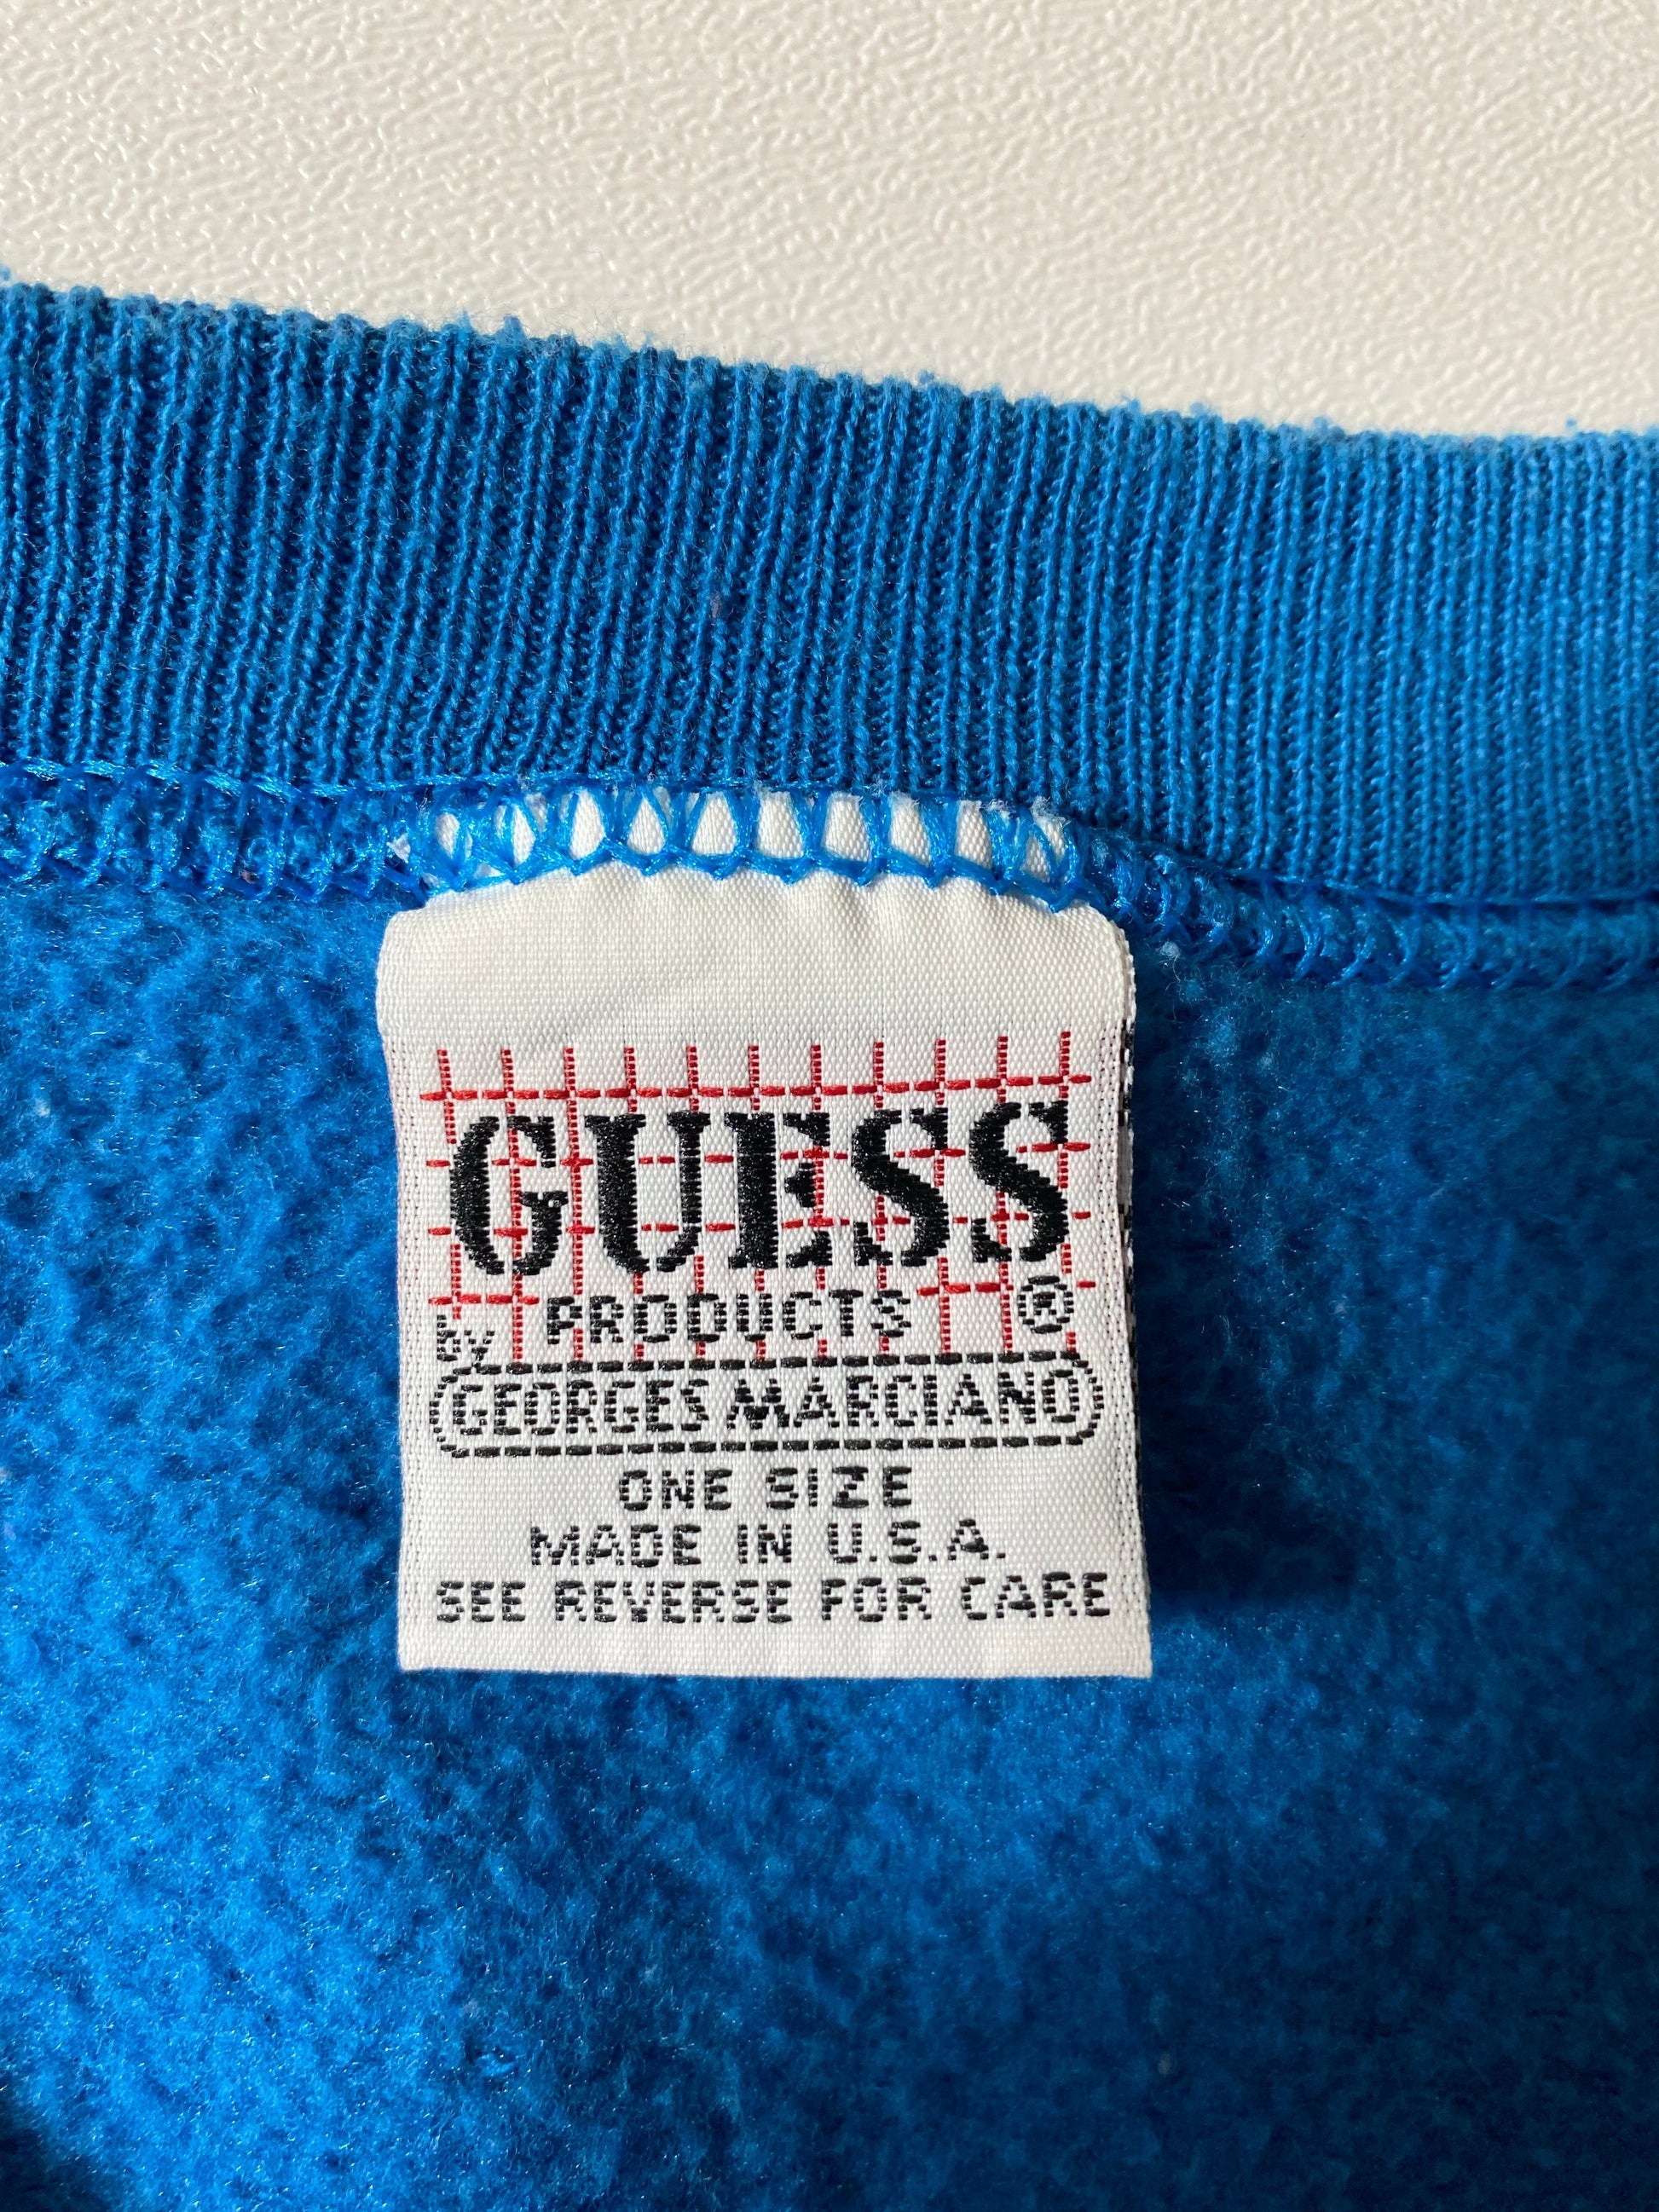 GUESS
PRODUCTS ®
by
GEORGES MARCIANO
ONE SIZE
MADE IN U.S.A.
SEE REVERSE FOR CARE